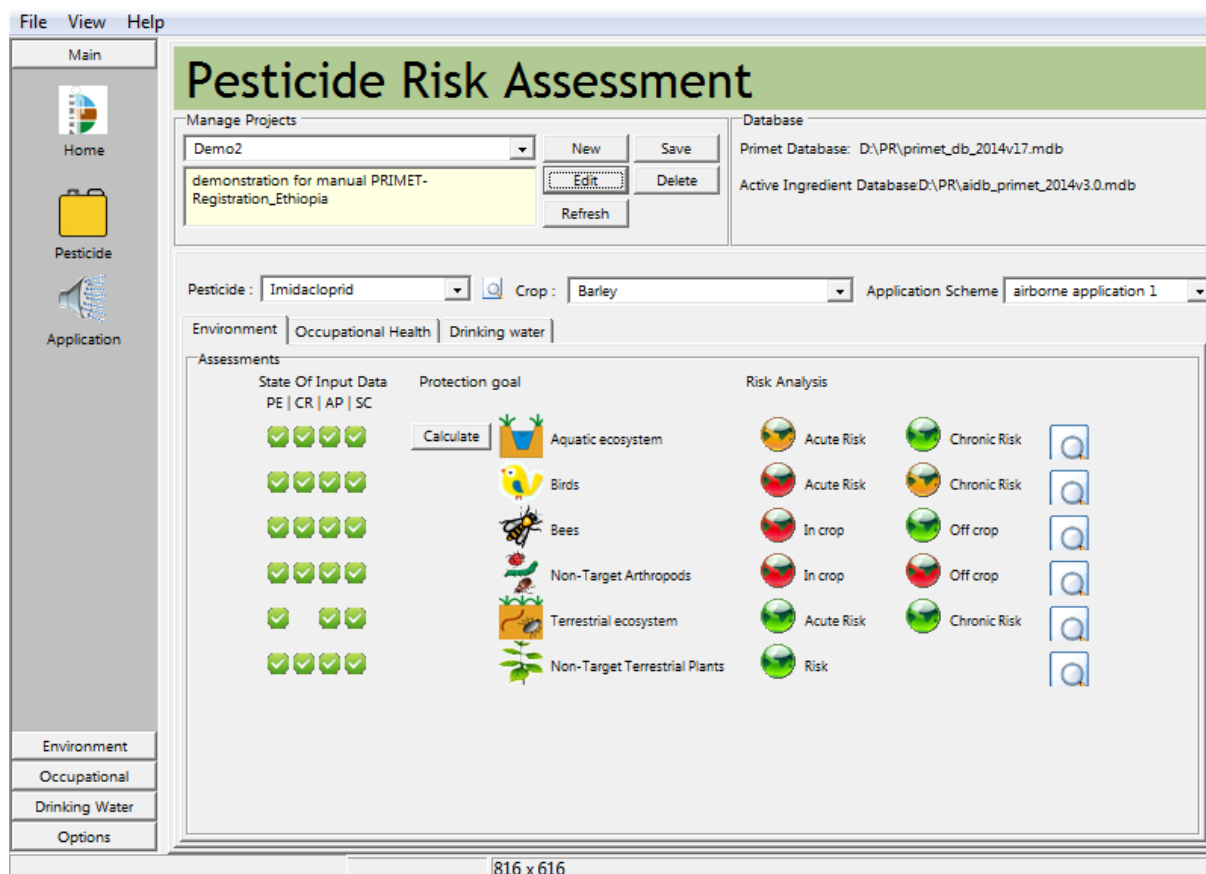 File View Help
Main
Home
Pesticide
Application
Environment
Occupational
Drinking Water
Options
Pesticide Risk Assessment
Manage Projects
Demo2
New Save
demonstration for manual PRIMET-
Registration_Ethiopia
Edit Delete
Refresh
Database
Primet Database: D:\PR\primet_db_2014v17.mdb
Active Ingredient Database:D:\PR\aidb_primet_2014v3.0.mdb
Pesticide : Imidacloprid Crop : Barley Application Scheme airborne application 1
Environment Occupational Health Drinking water
Assessments
State Of Input Data Protection goal Risk Analysis
PE | CR | AP | SC
Calculate Aquatic ecosystem Acute Risk Chronic Risk
Birds Acute Risk Chronic Risk
Bees In crop Off crop
Non-Target Arthropods In crop Off crop
Terrestrial ecosystem Acute Risk Chronic Risk
Non-Target Terrestrial Plants Risk
816 x 616